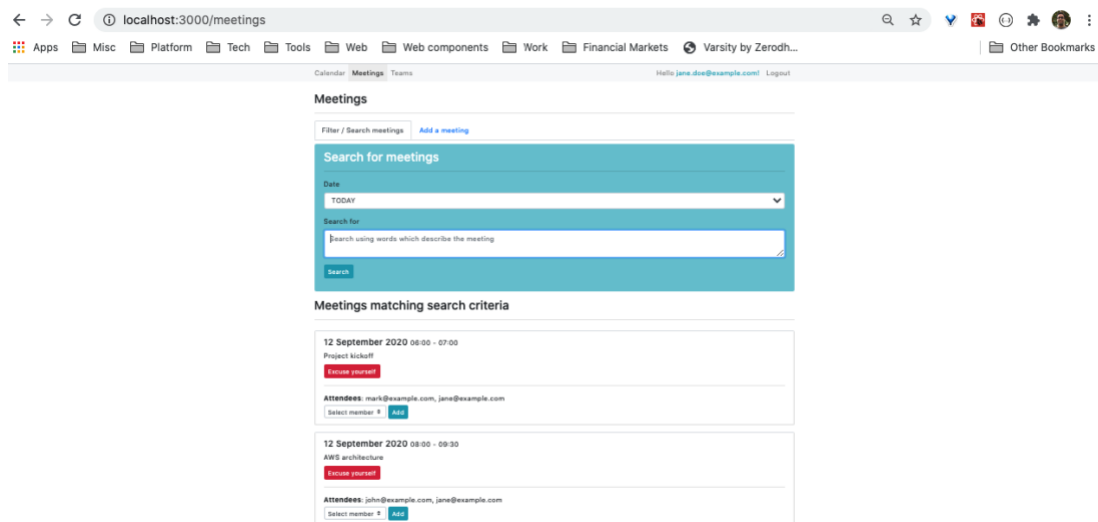 localhost:3000/meetings
Apps Misc Platform Tech Tools Web Web components Work Financial Markets Varsity by Zerodh... Other Bookmarks
Calendar Meetings Teams Hello jane.doe@example.com! Logout
Meetings
Filter / Search meetings Add a meeting
Search for meetings
Date
TODAY
Search for
Search using words which describe the meeting
Search
Meetings matching search criteria
12 September 2020 06:00 - 07:00
Project kickoff
Excuse yourself
Attendees: mark@example.com, jane@example.com
Select member Add
12 September 2020 08:00 - 09:30
AWS architecture
Excuse yourself
Attendees: john@example.com, jane@example.com
Select member Add